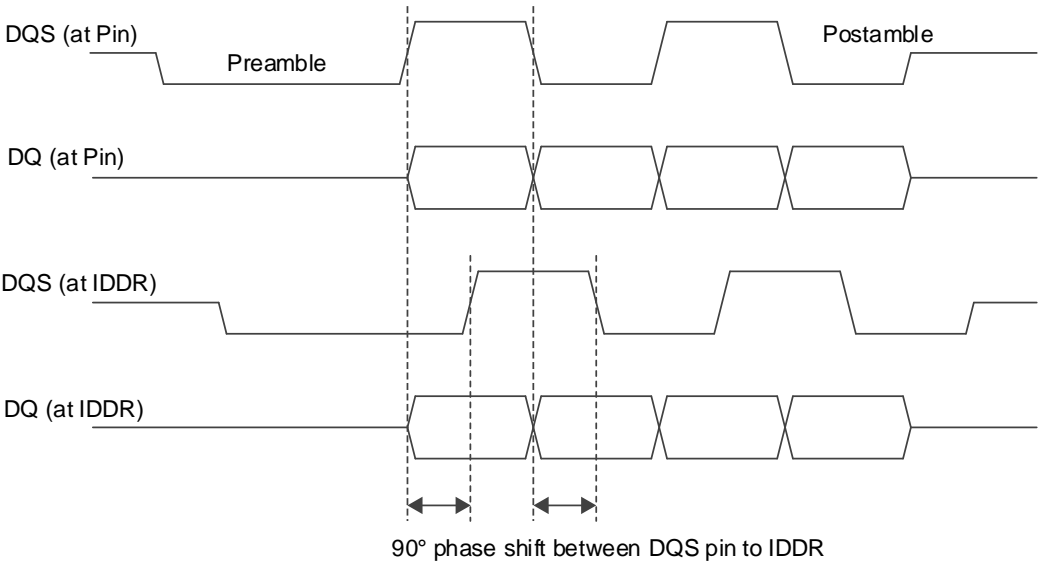 DQS (at Pin)
Preamble
Postamble
DQ (at Pin)
DQS (at IDDR)
DQ (at IDDR)
90° phase shift between DQS pin to IDDR